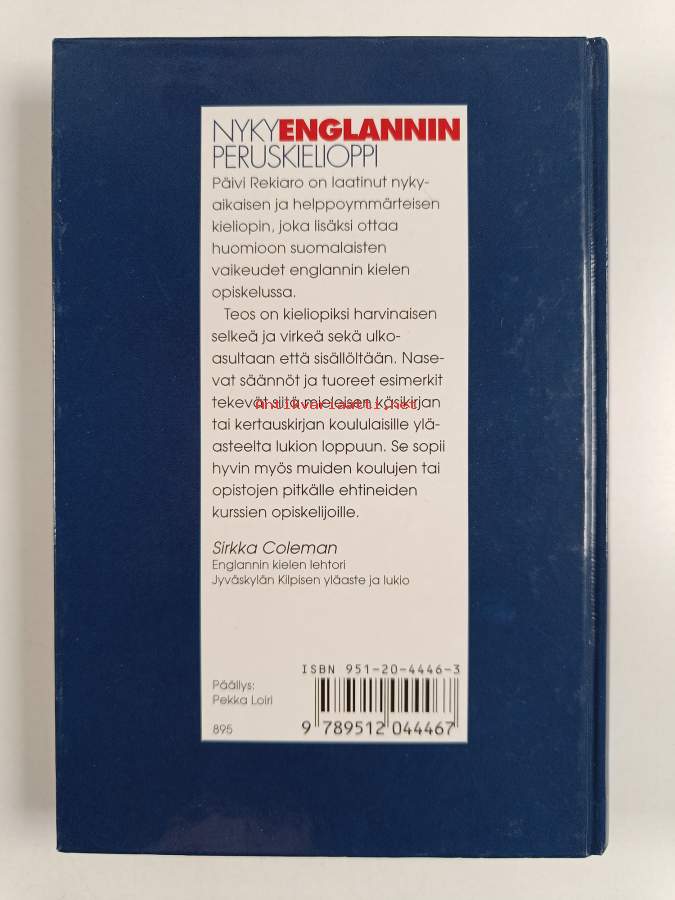 NYKYENGLANNIN
PERUSKIELIOPPI
Päivi Rekiaro on laatinut nyky-
aikaisen ja helppoymmärteisen
kieliopin, joka lisäksi ottaa
huomioon suomalaisten
vaikeudet englannin kielen
opiskelussa.
Teos on kieliopiksi harvinaisen
selkeä ja virkeä sekä ulko-
asultaan että sisällöltään. Nase-
vat säännöt ja tuoreet esimerkit
tekevät siitä mieleisen käsikirjan
Antikvariaatti.net
tai kertauskirjan koululaisille ylä-
asteelta lukion loppuun. Se sopii
hyvin myös muiden koulujen tai
opistojen pitkälle ehtineiden
kurssien opiskelijoille.
Sirkka Coleman
Englannin kielen lehtori
Jyväskylän Kilpisen yläaste ja lukio
ISBN 951-20-4446-3
Päällys:
Pekka Loiri
895
9 789512 044467